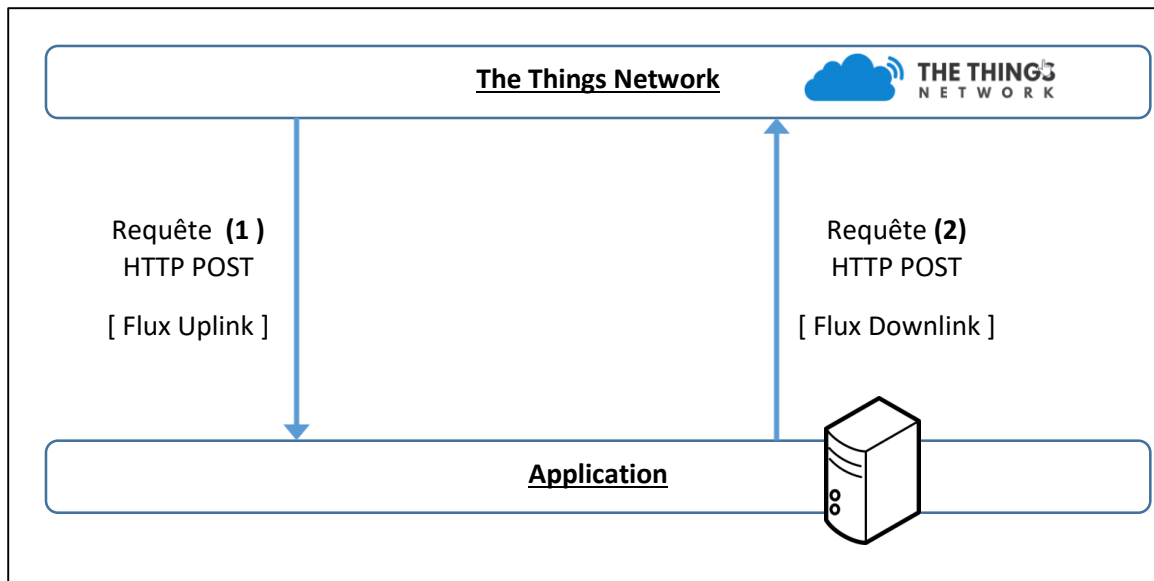 The Things Network
THE THINGS
NETWORK
Requête (1 )
HTTP POST
[ Flux Uplink ]
Requête (2)
HTTP POST
[ Flux Downlink ]
Application